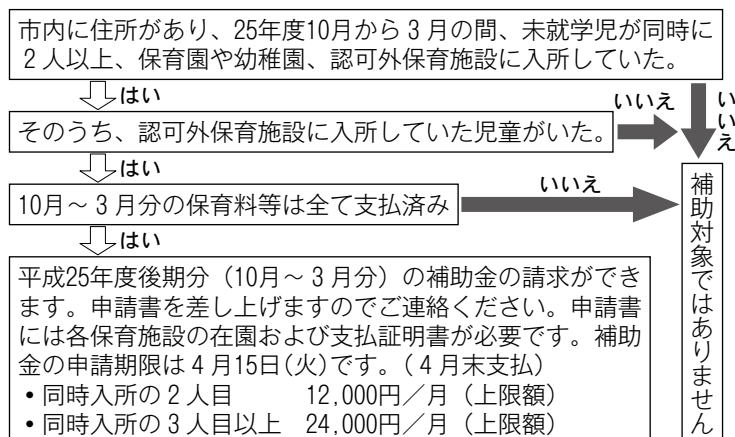 市内に住所があり、25年度10月から3月の間、未就学児が同時に
2人以上、保育園や幼稚園、認可外保育施設に入所していた。
はい
いいえ
いいえ
そのうち、認可外保育施設に入所していた児童がいた。
はい
いいえ
10月～3月分の保育料等は全て支払済み
はい
補助対象ではありません
平成25年度後期分（10月～3月分）の補助金の請求ができ
ます。申請書を差し上げますのでご連絡ください。申請書
には各保育施設の在園および支払証明書が必要です。補助
金の申請期限は4月15日(火)です。(4月末支払)
•同時入所の2人目 12,000円／月（上限額）
•同時入所の3人目以上 24,000円／月（上限額）